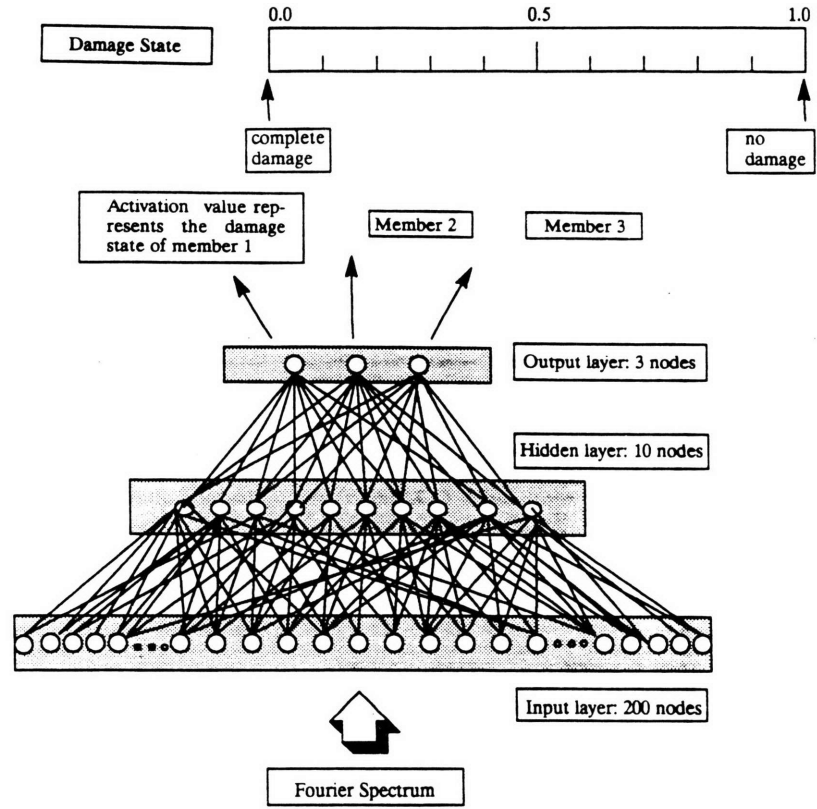 0.0 0.5 1.0
Damage State
complete
damage
no
damage
Activation value rep-
resents the damage
state of member 1
Member 2
Member 3
Output layer: 3 nodes
Hidden layer: 10 nodes
Input layer: 200 nodes
Fourier Spectrum